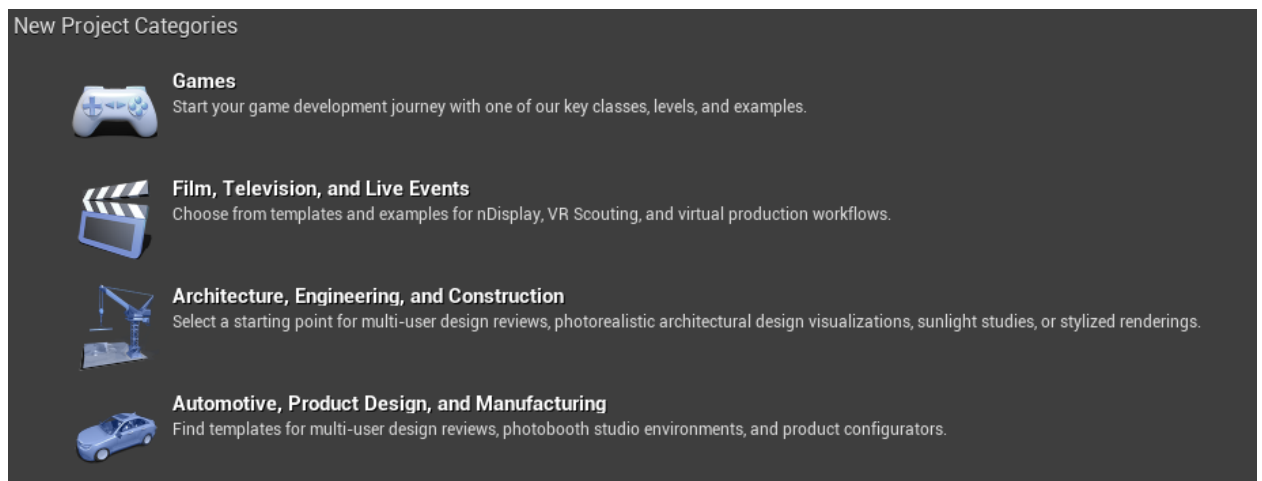 New Project Categories
Games
Start your game development journey with one of our key classes, levels, and examples.
Film, Television, and Live Events
Choose from templates and examples for nDisplay, VR Scouting, and virtual production workflows.
Architecture, Engineering, and Construction
Select a starting point for multi-user design reviews, photorealistic architectural design visualizations, sunlight studies, or stylized renderings.
Automotive, Product Design, and Manufacturing
Find templates for multi-user design reviews, photobooth studio environments, and product configurators.